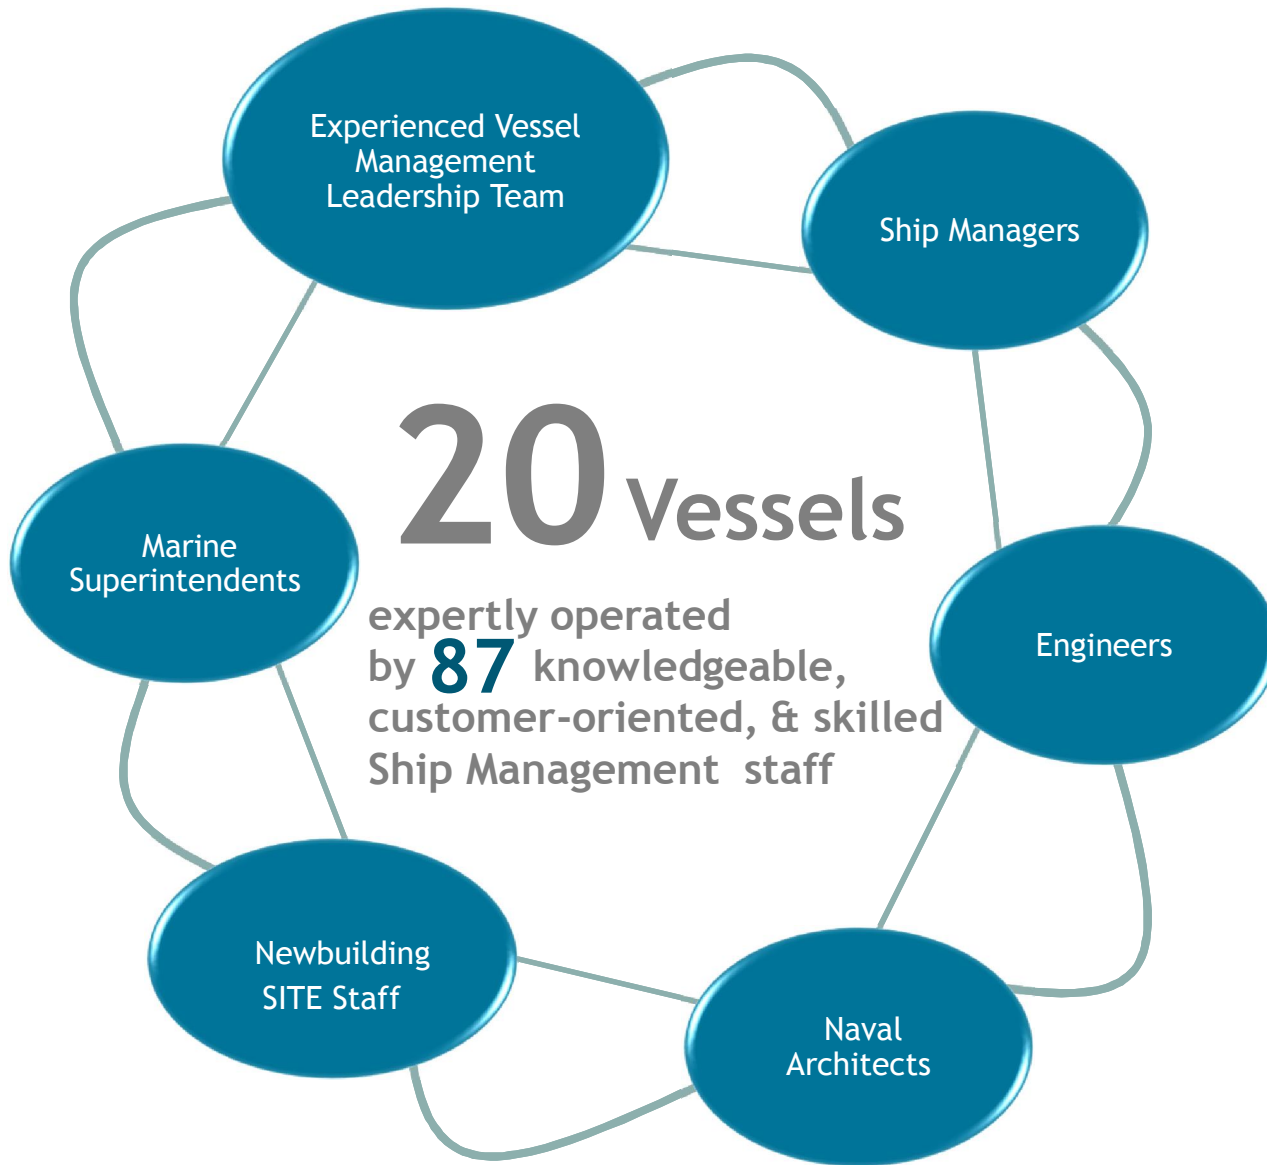 Experienced Vessel
Management
Leadership Team
Ship Managers
20 Vessels
Marine
Superintendents
expertly operated
by 87 knowledgeable,
customer-oriented, & skilled
Ship Management staff
Engineers
Newbuilding
SITE Staff
Naval
Architects